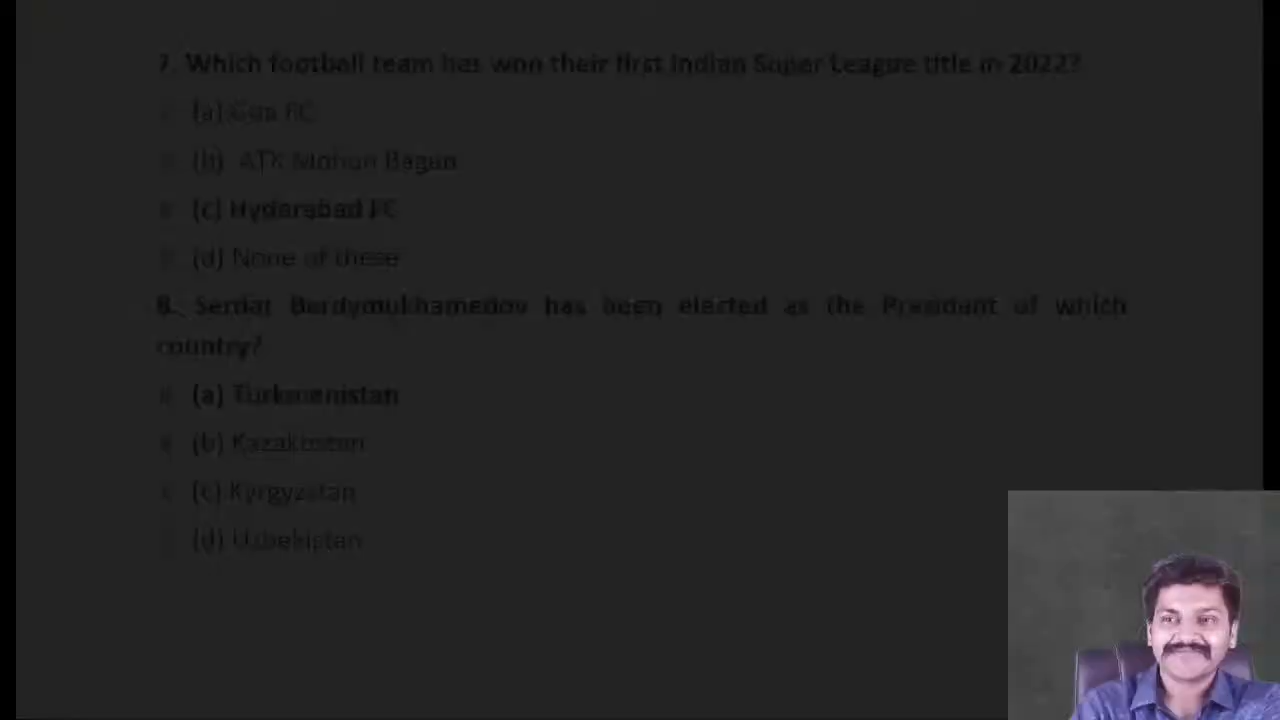 7. Which football team has won their first Indian Super League title in 2022?
(a) Goa FC
(b) ATK Mohun Bagan
(c) Hyderabad FC
(d) None of these
8. Serdar Berdymukhamedov has been elected as the President of which
country?
(a) Turkmenistan
(b) Kazakhstan
(c) Kyrgyzstan
(d) Uzbekistan